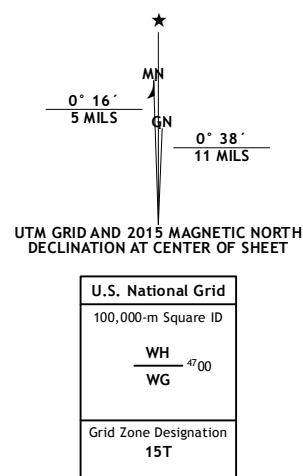 MN
0° 16´
5 MILS
GN
0° 38´
11 MILS
UTM GRID AND 2015 MAGNETIC NORTH
DECLINATION AT CENTER OF SHEET
U.S. National Grid
100,000-m Square ID
WH
4700
WG
Grid Zone Designation
15T